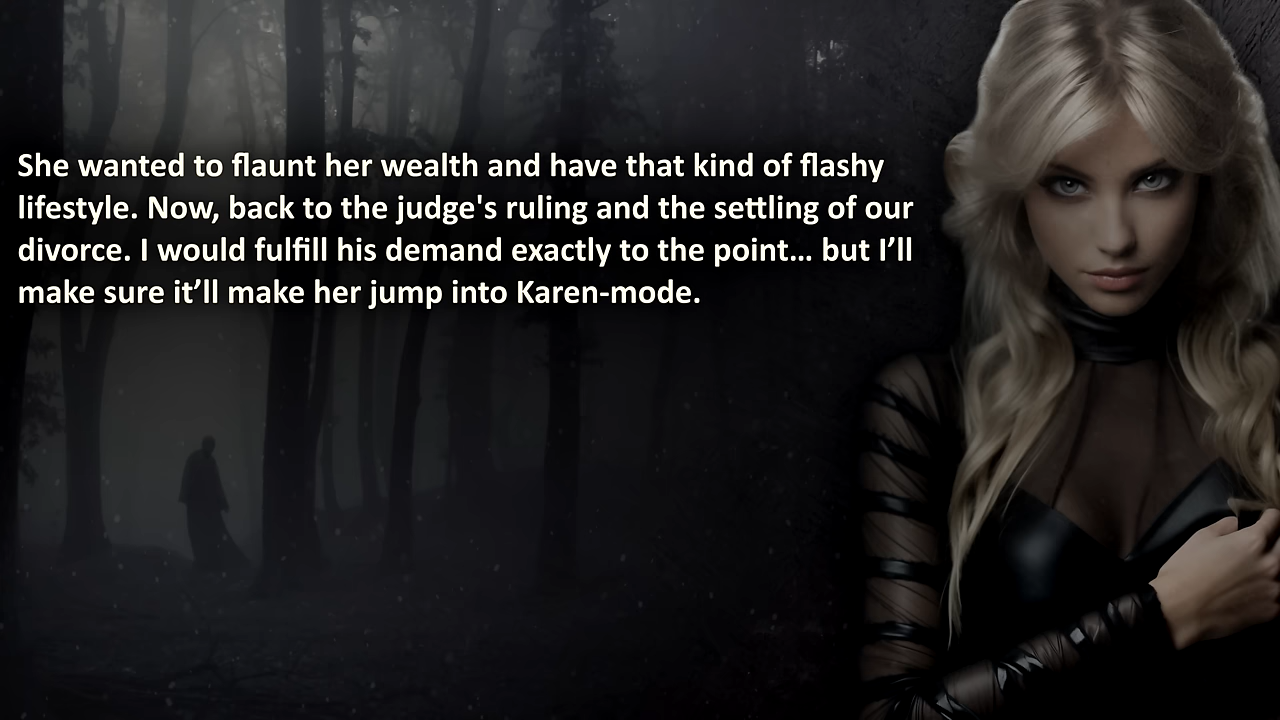 She wanted to flaunt her wealth and have that kind of flashy
lifestyle. Now, back to the judge's ruling and the settling of our
divorce. I would fulfill his demand exactly to the point… but I’ll
make sure it’ll make her jump into Karen-mode.